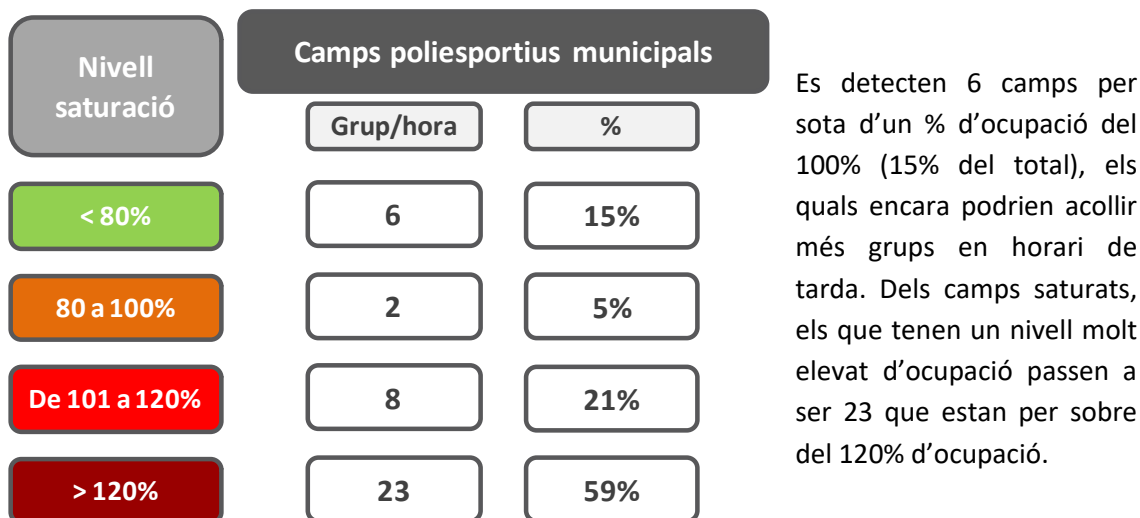 Nivell
saturació
Camps poliesportius municipals
Grup/hora %
< 80% 6 15%
80 a 100% 2 5%
De 101 a 120% 8 21%
> 120% 23 59%
Es detecten 6 camps per
sota d’un % d’ocupació del
100% (15% del total), els
quals encara podrien acollir
més grups en horari de
tarda. Dels camps saturats,
els que tenen un nivell molt
elevat d’ocupació passen a
ser 23 que estan per sobre
del 120% d’ocupació.